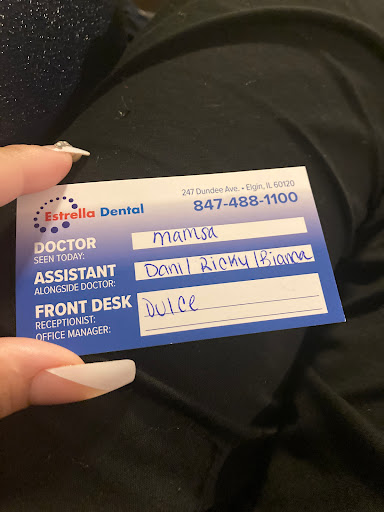 Estrella Dental
247 Dundee Ave. • Elgin, IL 60120
847-488-1100
DOCTOR
SEEN TODAY:
mamsa
ASSISTANT
ALONGSIDE DOCTOR:
Dani/ Ricky/Biama
FRONT DESK
RECEPTIONIST:
OFFICE MANAGER:
Dulce